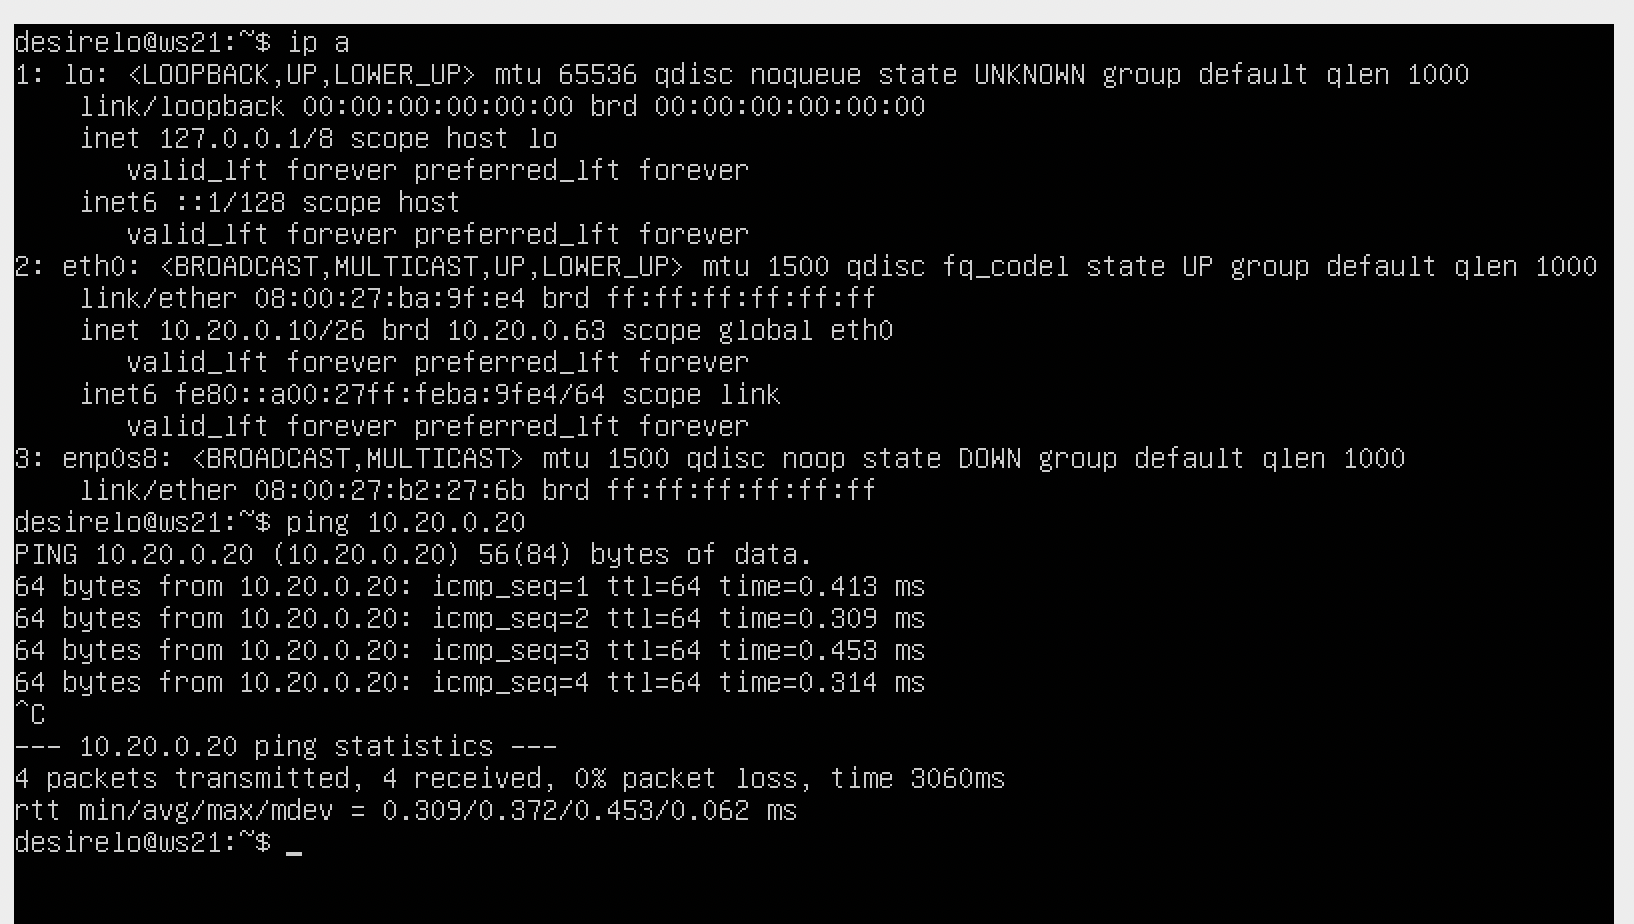 desirelo@ws21:~$ ip a
1: lo: <LOOPBACK,UP,LOWER_UP> mtu 65536 qdisc noqueue state UNKNOWN group default qlen 1000
    link/loopback 00:00:00:00:00:00 brd 00:00:00:00:00:00
    inet 127.0.0.1/8 scope host lo
       valid_lft forever preferred_lft forever
    inet6 ::1/128 scope host
       valid_lft forever preferred_lft forever
2: eth0: <BROADCAST,MULTICAST,UP,LOWER_UP> mtu 1500 qdisc fq_codel state UP group default qlen 1000
    link/ether 08:00:27:ba:9f:e4 brd ff:ff:ff:ff:ff:ff
    inet 10.20.0.10/26 brd 10.20.0.63 scope global eth0
       valid_lft forever preferred_lft forever
    inet6 fe80::a00:27ff:feba:9fe4/64 scope link
       valid_lft forever preferred_lft forever
3: enp0s8: <BROADCAST,MULTICAST> mtu 1500 qdisc noop state DOWN group default qlen 1000
    link/ether 08:00:27:b2:27:6b brd ff:ff:ff:ff:ff:ff
desirelo@ws21:~$ ping 10.20.0.20
PING 10.20.0.20 (10.20.0.20) 56(84) bytes of data.
64 bytes from 10.20.0.20: icmp_seq=1 ttl=64 time=0.413 ms
64 bytes from 10.20.0.20: icmp_seq=2 ttl=64 time=0.309 ms
64 bytes from 10.20.0.20: icmp_seq=3 ttl=64 time=0.453 ms
64 bytes from 10.20.0.20: icmp_seq=4 ttl=64 time=0.314 ms
^C
--- 10.20.0.20 ping statistics ---
4 packets transmitted, 4 received, 0% packet loss, time 3060ms
rtt min/avg/max/mdev = 0.309/0.372/0.453/0.062 ms
desirelo@ws21:~$ _